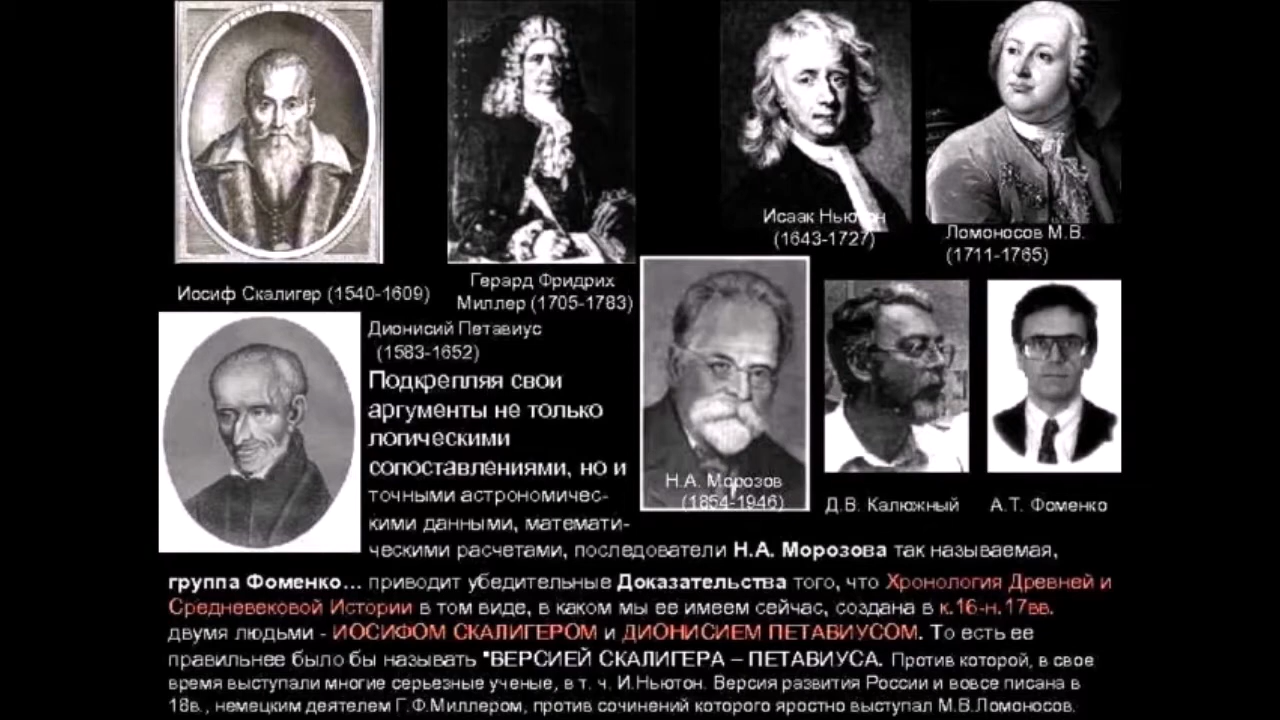 Иосиф Скалигер (1540-1609)
Герард Фридрих
Миллер (1705-1783)
Исаак Ньютон
(1643-1727)
Ломоносов М.В.
(1711-1765)
Дионисий Петавиус
(1583-1652)
Н.А. Морозов
(1854-1946)
Д.В. Калюжный
А.Т. Фоменко
Подкрепляя свои
аргументы не только
логическими
сопоставлениями, но и
точными астрономичес-
кими данными, математи-
ческими расчетами, последователи Н.А. Морозова так называемая,
группа Фоменко... приводит убедительные Доказательства того, что Хронология Древней и
Средневековой Истории в том виде, в каком мы ее имеем сейчас, создана в к.16-н.17вв.
двумя людьми - ИОСИФОМ СКАЛИГЕРОМ и ДИОНИСИЕМ ПЕТАВИУСОМ. То есть ее
правильнее было бы называть "ВЕРСИЕЙ СКАЛИГЕРА – ПЕТАВИУСА. Против которой, в свое
время выступали многие серьезные ученые, в т. ч. И.Ньютон. Версия развития России и вовсе писана в
18в., немецким деятелем Г.Ф.Миллером, против сочинений которого яростно выступал М.В.Ломоносов.